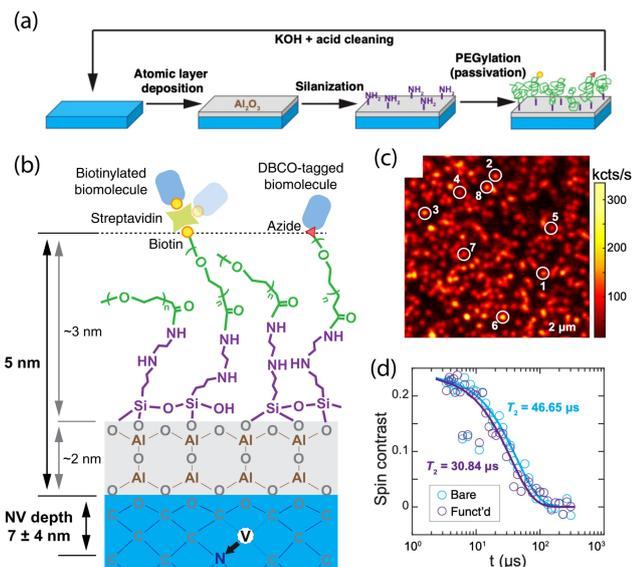 (a)
KOH + acid cleaning
Atomic layer
deposition
Silanization
PEGylation
(passivation)
Al2O3
NH2
NH2
NH2
NH2
NH2
(b)
Biotinylated
biomolecule
DBCO-tagged
biomolecule
Streptavidin
Azide
Biotin
O
n
O
n
O
n
O
n
O
O
O
O
NH
NH
NH
NH
NH
NH
NH
HN
~3 nm
5 nm
Si
O
Si
OH
Si
O
Si
O O O O O O
Al O Al O Al O Al
O O O O
~2 nm
Al Al Al Al
O O O O O
NV depth
7 ± 4 nm
C C C C
V
N
(c)
kcts/s
300
200
100
2
4
8
3
5
7
1
6
2 μm
(d)
Spin contrast
0.2
0.1
0
T2 = 46.65 μs
T2 = 30.84 μs
Bare
Funct'd
10^0 10^1 10^2 10^3
t (μs)